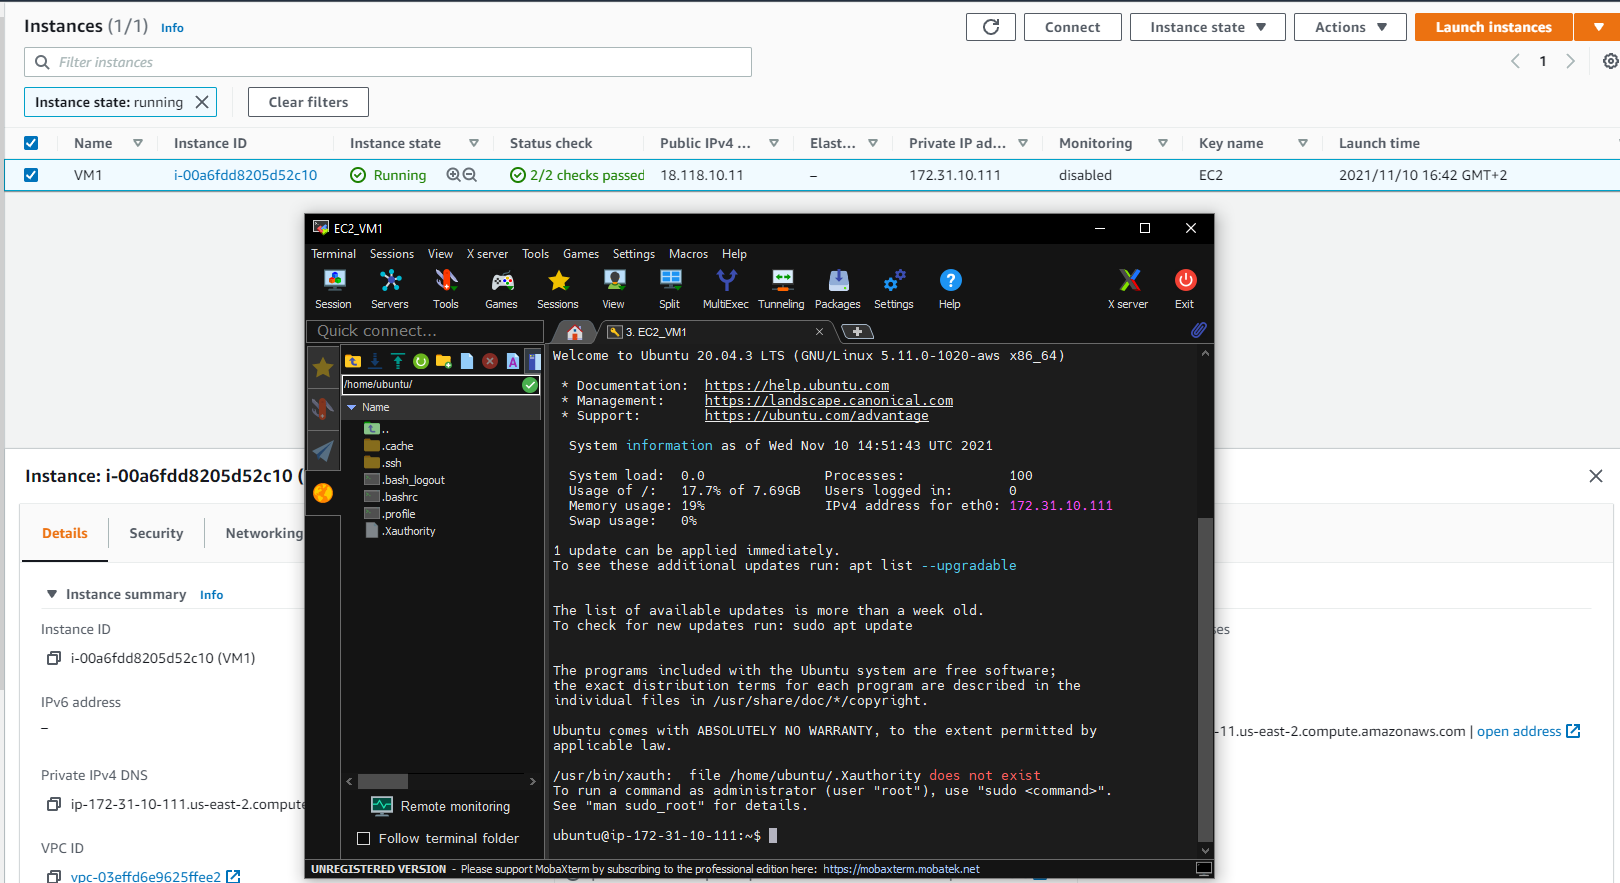 Instances (1/1) Info
Connect
Instance state
Actions
Launch instances
Filter instances
1
Instance state: running
Clear filters
Name Instance ID Instance state Status check Public IPv4 ... Elast... Private IP ad... Monitoring Key name Launch time
VM1 i-00a6fdd8205d52c10 Running 2/2 checks passed 18.118.10.11 – 172.31.10.111 disabled EC2 2021/11/10 16:42 GMT+2
EC2_VM1
Terminal Sessions View X server Tools Games Settings Macros Help
Session Servers Tools Games Sessions View Split MultiExec Tunneling Packages Settings Help X server Exit
Quick connect...
3. EC2_VM1
/home/ubuntu/
Name
..
.cache
.ssh
.bash_logout
.bashrc
.profile
.Xauthority
Remote monitoring
Follow terminal folder
Welcome to Ubuntu 20.04.3 LTS (GNU/Linux 5.11.0-1020-aws x86_64)
* Documentation: https://help.ubuntu.com
* Management: https://landscape.canonical.com
* Support: https://ubuntu.com/advantage
System information as of Wed Nov 10 14:51:43 UTC 2021
System load: 0.0 Processes: 100
Usage of /: 17.7% of 7.69GB Users logged in: 0
Memory usage: 19% IPv4 address for eth0: 172.31.10.111
Swap usage: 0%
1 update can be applied immediately.
To see these additional updates run: apt list --upgradable
The list of available updates is more than a week old.
To check for new updates run: sudo apt update
The programs included with the Ubuntu system are free software;
the exact distribution terms for each program are described in the
individual files in /usr/share/doc/*/copyright.
Ubuntu comes with ABSOLUTELY NO WARRANTY, to the extent permitted by
applicable law.
/usr/bin/xauth: file /home/ubuntu/.Xauthority does not exist
To run a command as administrator (user "root"), use "sudo <command>".
See "man sudo_root" for details.
ubuntu@ip-172-31-10-111:~$
UNREGISTERED VERSION - Please support MobaXterm by subscribing to the professional edition here: https://mobaxterm.mobatek.net
Instance: i-00a6fdd8205d52c10 (
Details
Security
Networking
Instance summary Info
Instance ID
i-00a6fdd8205d52c10 (VM1)
IPv6 address
–
Private IPv4 DNS
ip-172-31-10-111.us-east-2.compute
VPC ID
vpc-03effd6e9625ffee2
ses
-11.us-east-2.compute.amazonaws.com | open address